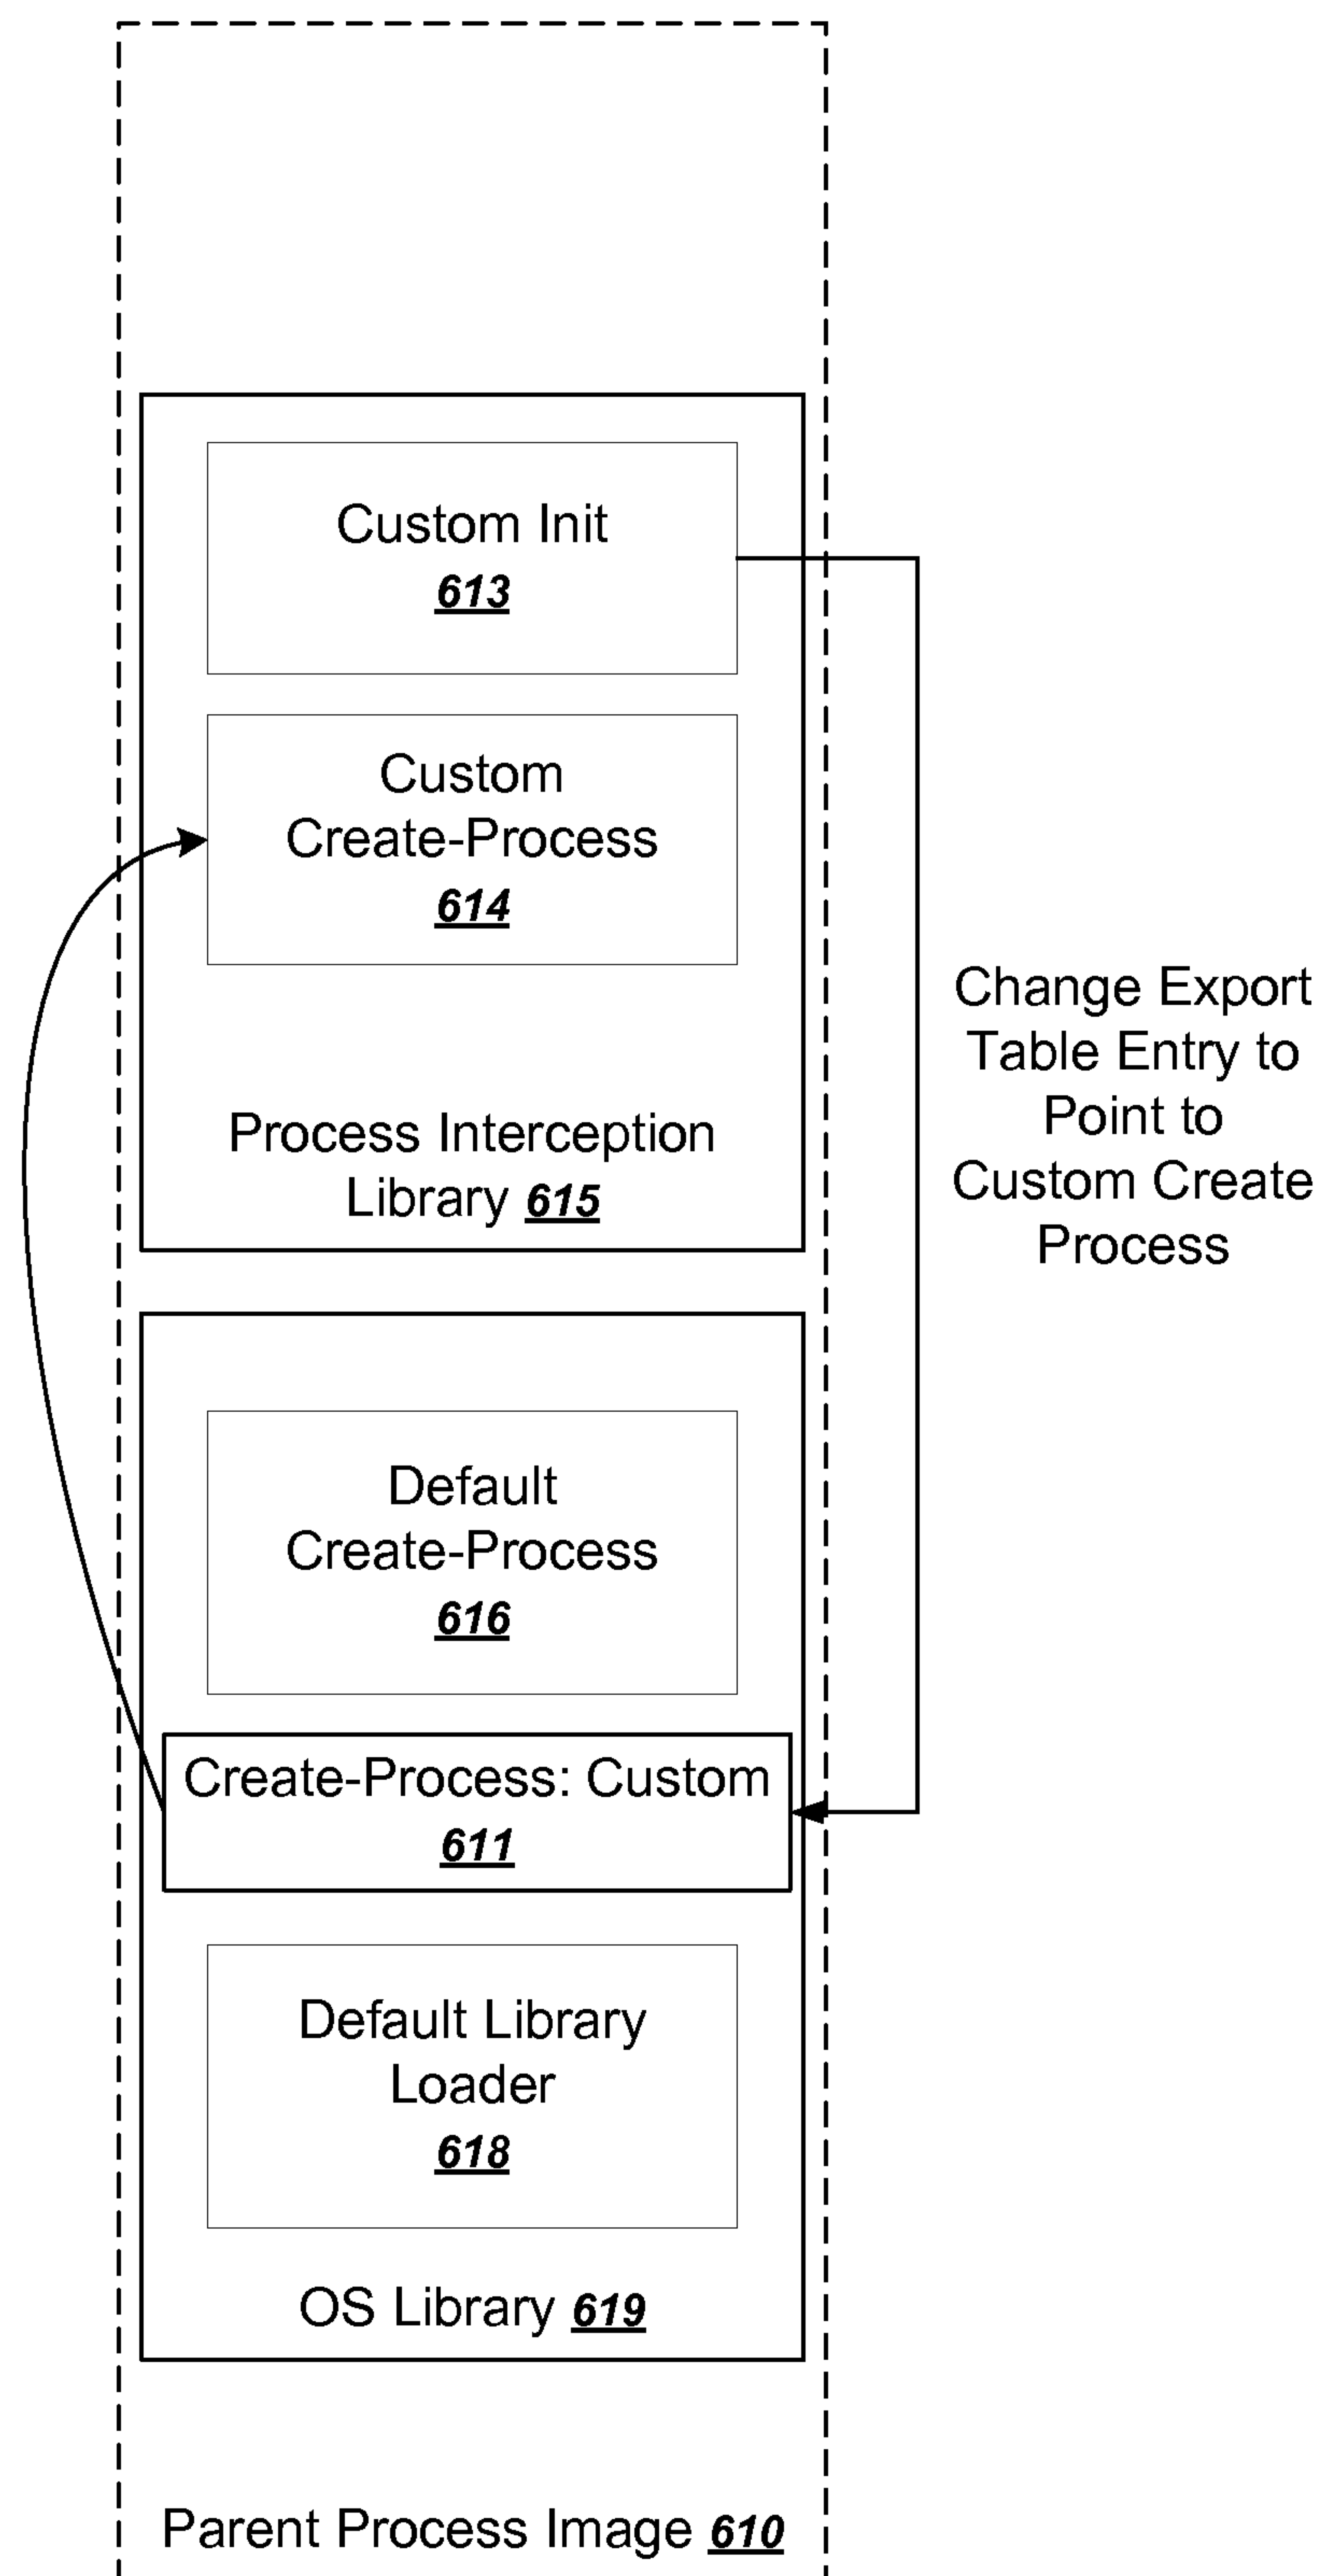 Custom Init
613
Custom
Create-Process
614
Process Interception
Library 615
Change Export
Table Entry to
Point to
Custom Create
Process
Default
Create-Process
616
Create-Process: Custom
611
Default Library
Loader
618
OS Library 619
Parent Process Image 610